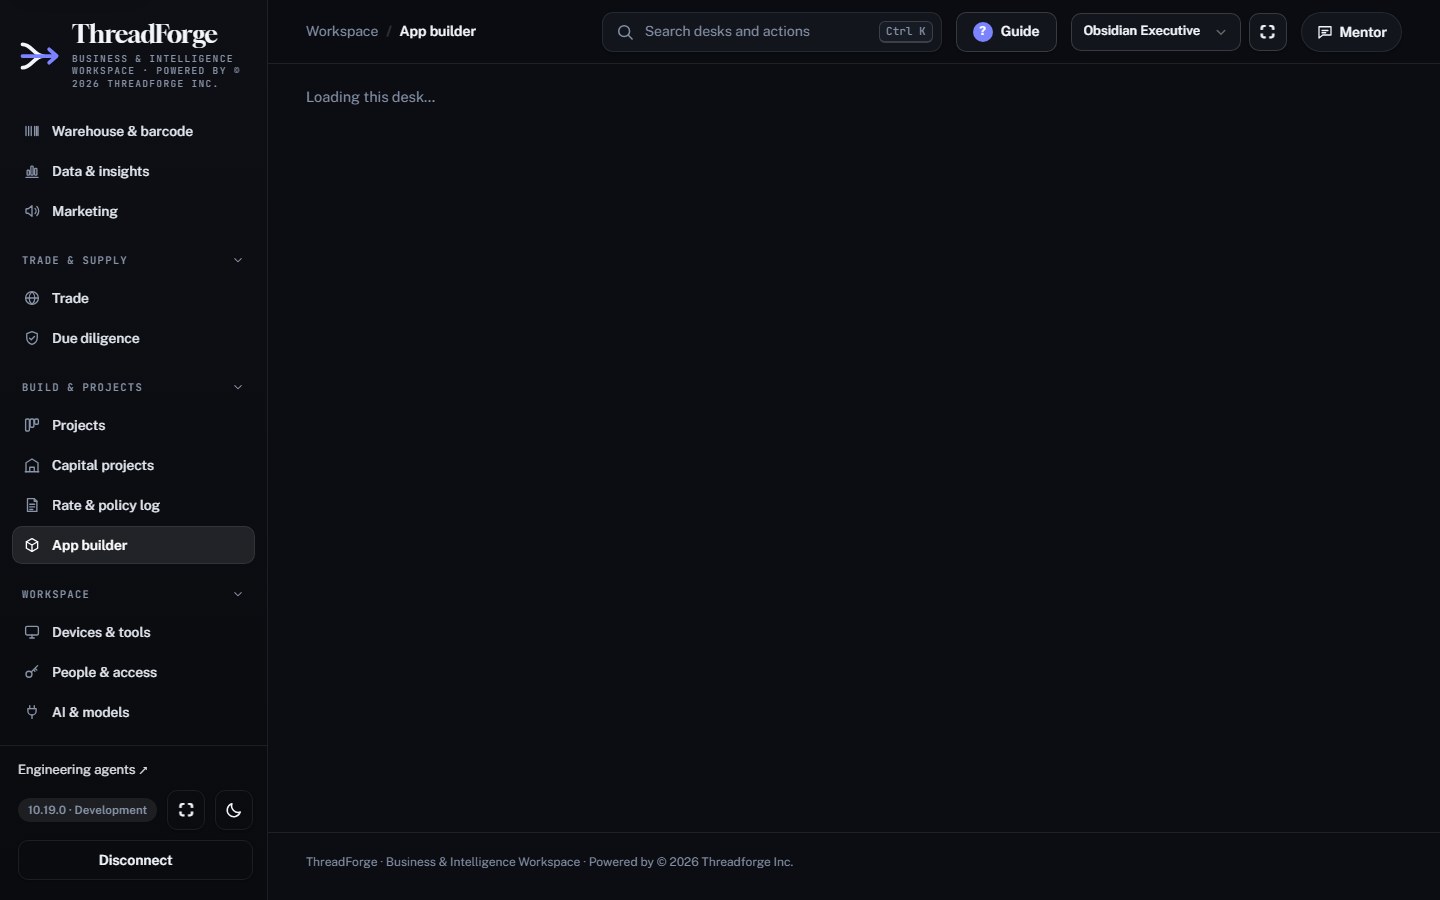 ThreadForge
BUSINESS & INTELLIGENCE
WORKSPACE · POWERED BY ©
2026 THREADFORGE INC.
Warehouse & barcode
Data & insights
Marketing
TRADE & SUPPLY
Trade
Due diligence
BUILD & PROJECTS
Projects
Capital projects
Rate & policy log
App builder
WORKSPACE
Devices & tools
People & access
AI & models
Engineering agents ↗
10.19.0 · Development
Disconnect
Workspace / App builder
Search desks and actions
Ctrl K
? Guide
Obsidian Executive
Mentor
Loading this desk...
ThreadForge · Business & Intelligence Workspace · Powered by © 2026 Threadforge Inc.